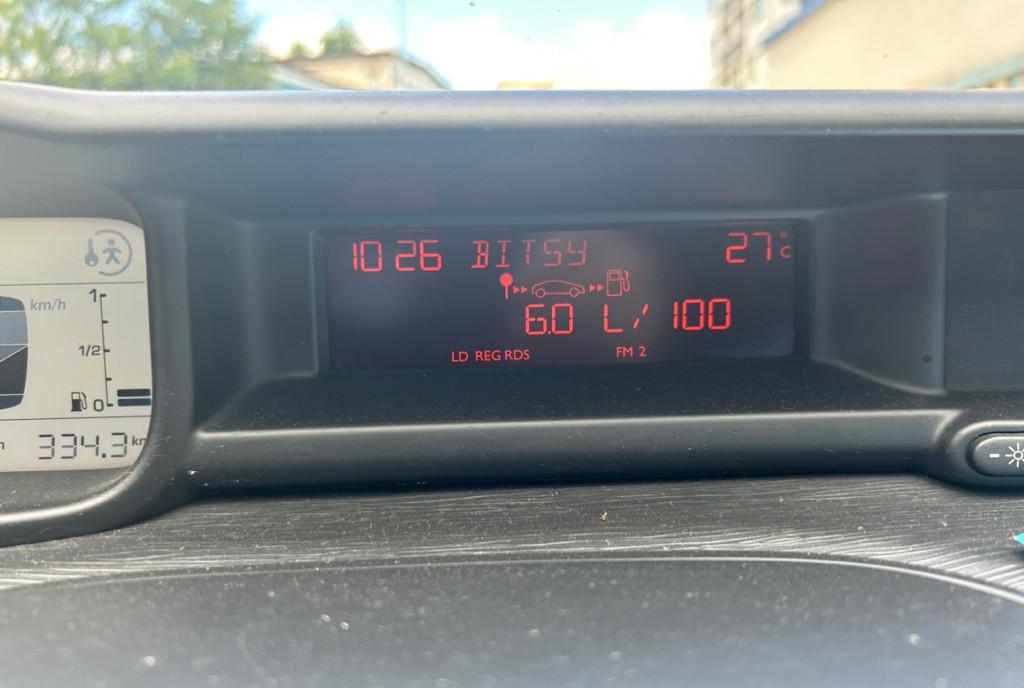 10 26 BITSY 27°C
6.0 L/100
LD REG RDS FM 2
km/h
1
1/2
0
334.3